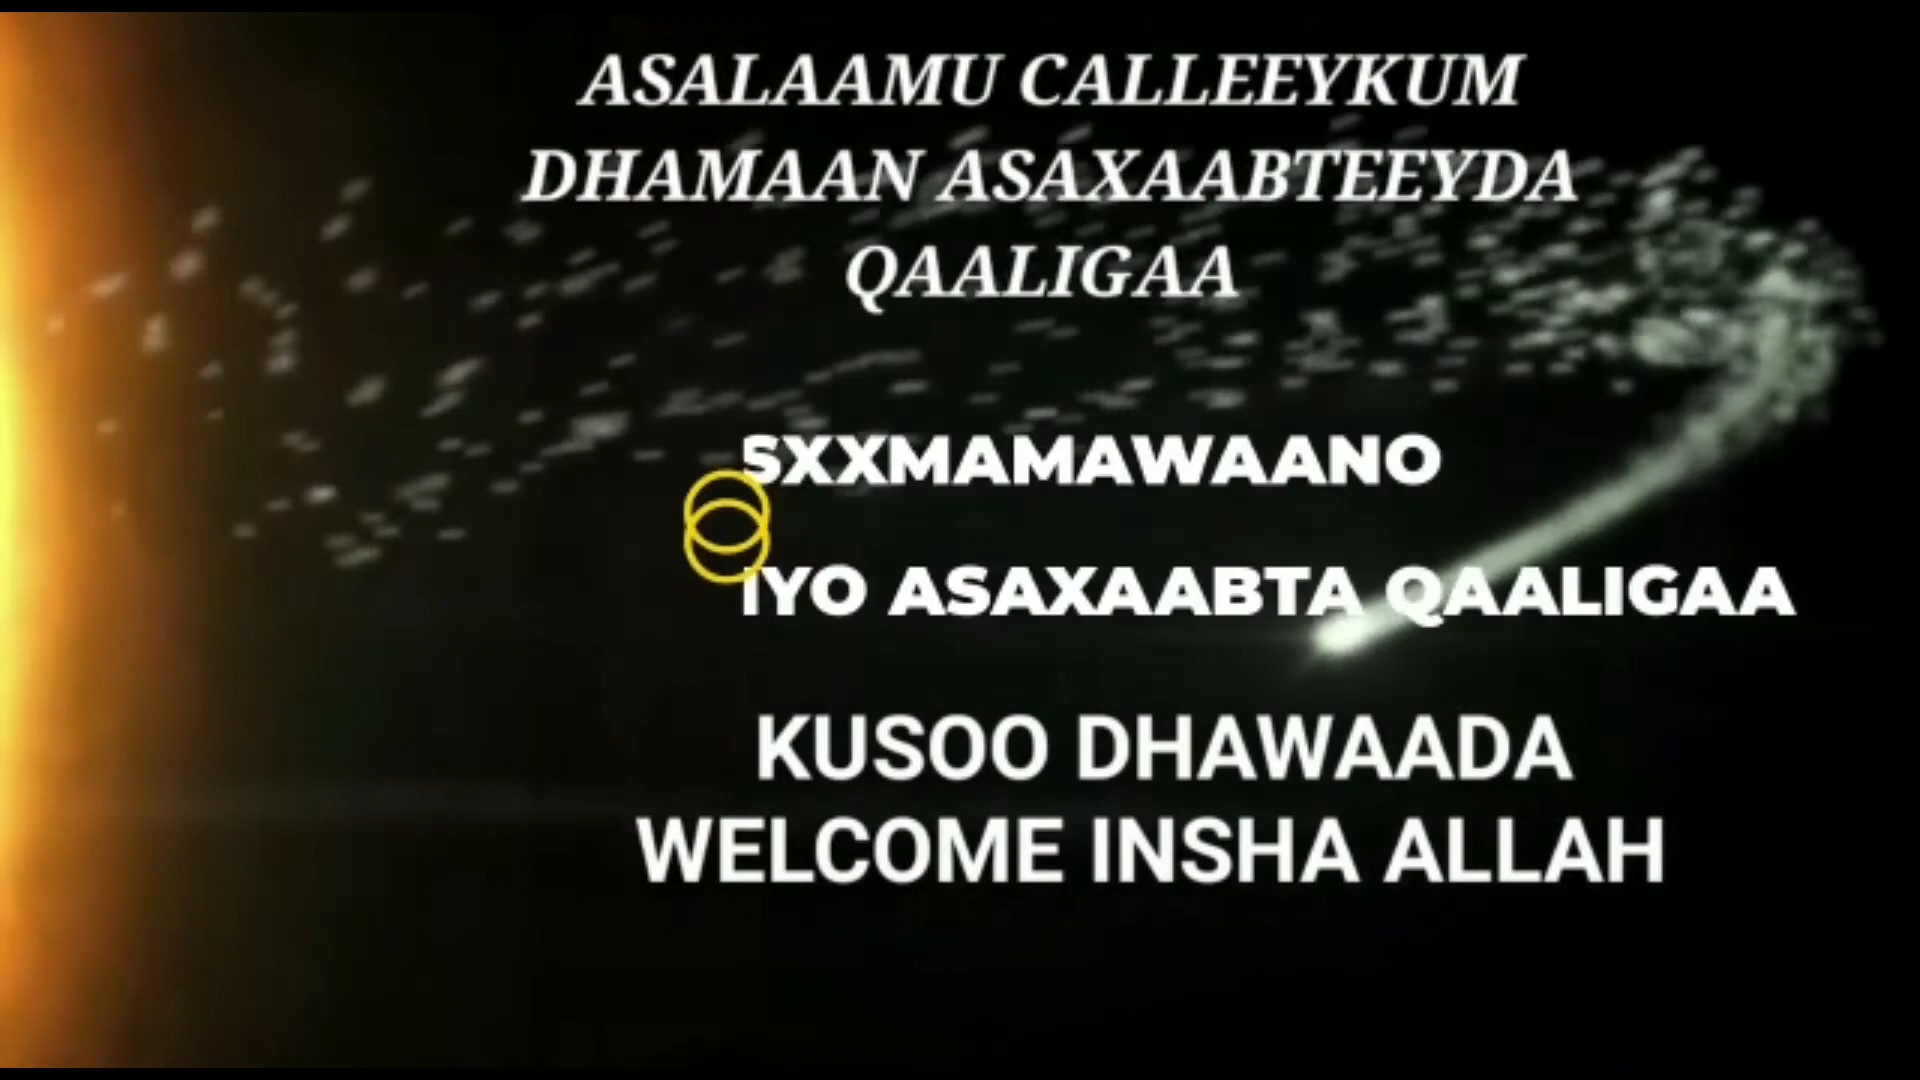 ASALAAMU CALLEEYKUM
DHAMAAN ASAXAABTEEYDA
QAALIGAA
SXXMAMAWAANO
IYO ASAXAABTA QAALIGAA
KUSOO DHAWAADA
WELCOME INSHA ALLAH